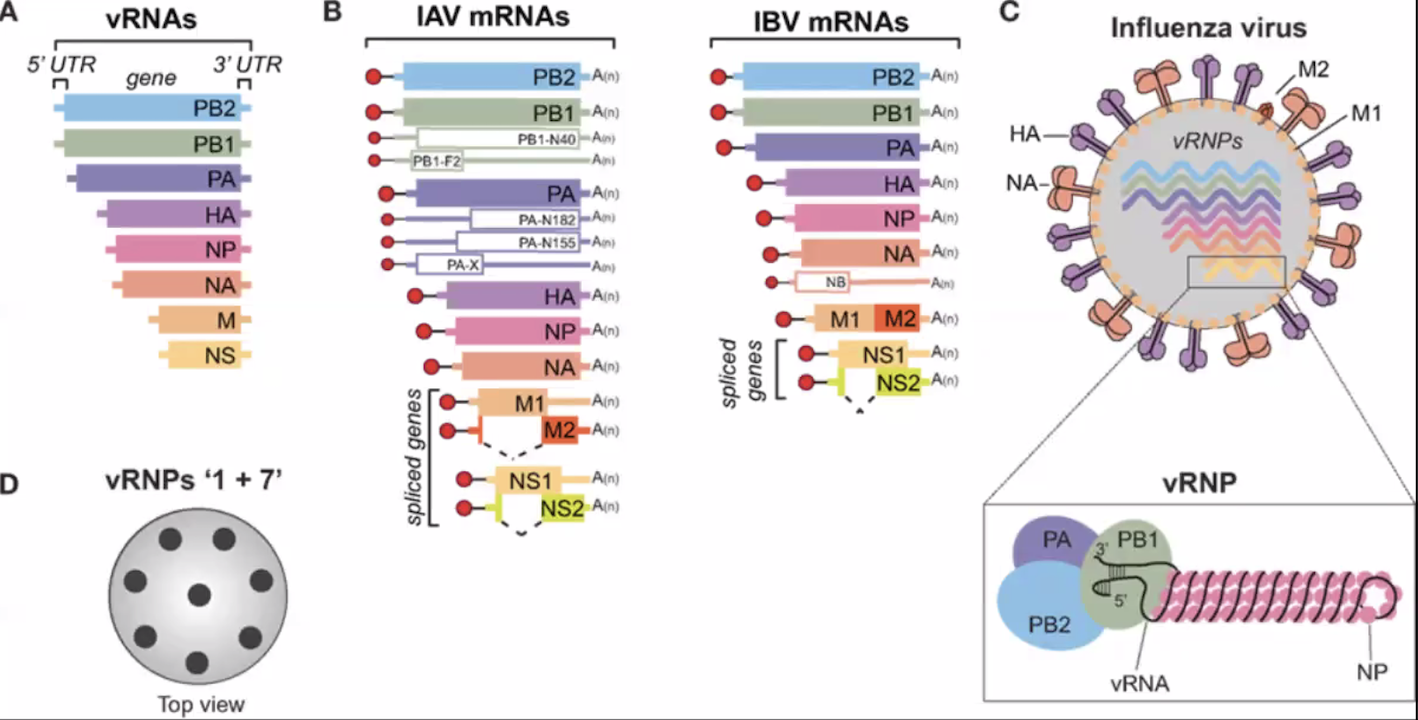 A
vRNAs
5’ UTR
gene
3’ UTR
PB2
PB1
PA
HA
NP
NA
M
NS
B
IAV mRNAs
PB2 A(n)
PB1 A(n)
PB1-N40 A(n)
PB1-F2 A(n)
PA A(n)
PA-N182 A(n)
PA-N155 A(n)
PA-X A(n)
HA A(n)
NP A(n)
NA A(n)
spliced genes
M1 A(n)
M2 A(n)
NS1 A(n)
NS2 A(n)
IBV mRNAs
PB2 A(n)
PB1 A(n)
PA A(n)
HA A(n)
NP A(n)
NA A(n)
NB A(n)
M1 M2 A(n)
spliced
genes
NS1 A(n)
NS2 A(n)
C
Influenza virus
M2
M1
HA
NA
vRNPs
vRNP
PA
PB1
3’
5’
PB2
vRNA
NP
D
vRNPs ‘1 + 7’
Top view